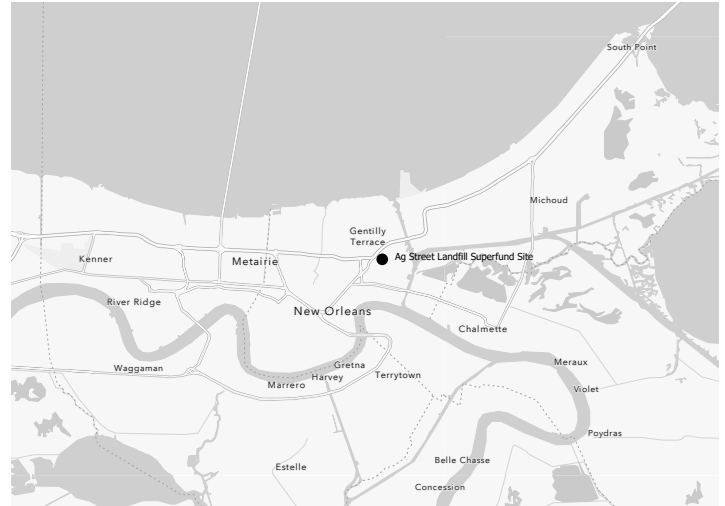 South Point
Michoud
Gentilly
Terrace
Ag Street Landfill Superfund Site
Kenner
Metairie
River Ridge
New Orleans
Chalmette
Waggaman
Gretna
Meraux
Harvey
Terrytown
Marrero
Violet
Poydras
Belle Chasse
Estelle
Concession